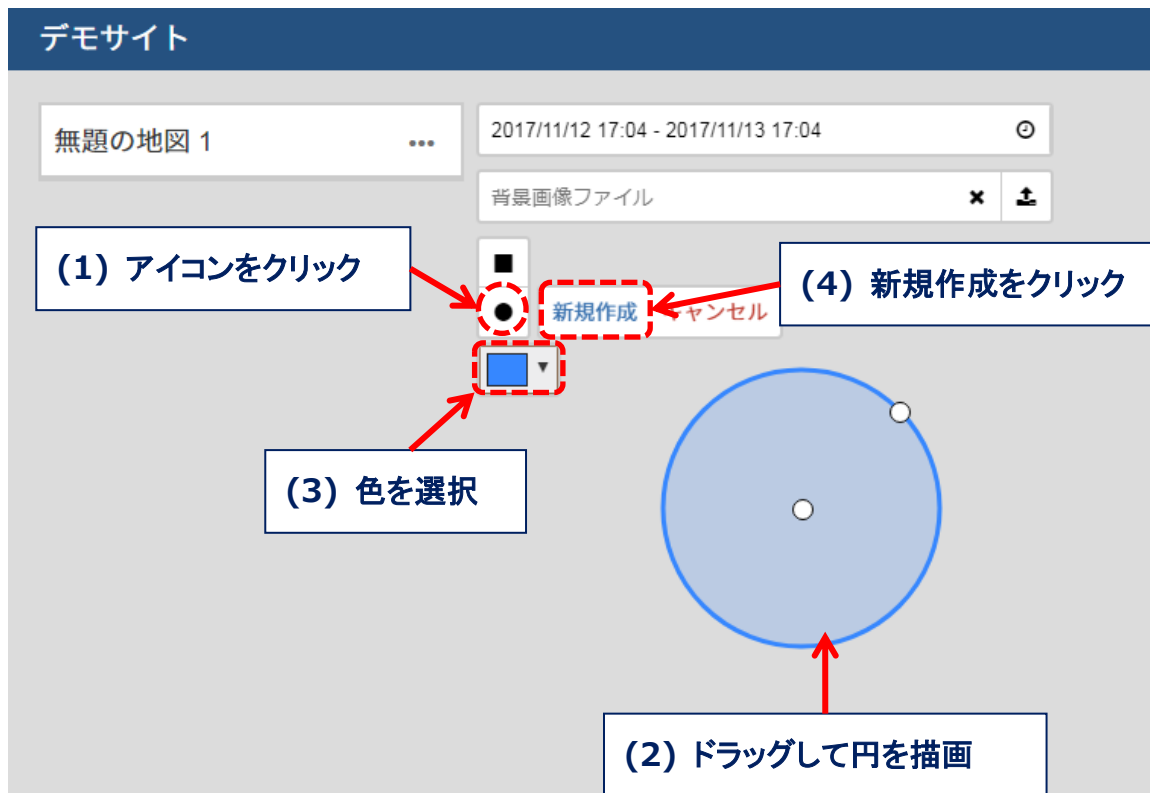 デモサイト
無題の地図 1
2017/11/12 17:04 - 2017/11/13 17:04
背景画像ファイル
(1) アイコンをクリック
(4) 新規作成をクリック
新規作成
キャンセル
(3) 色を選択
(2) ドラッグして円を描画